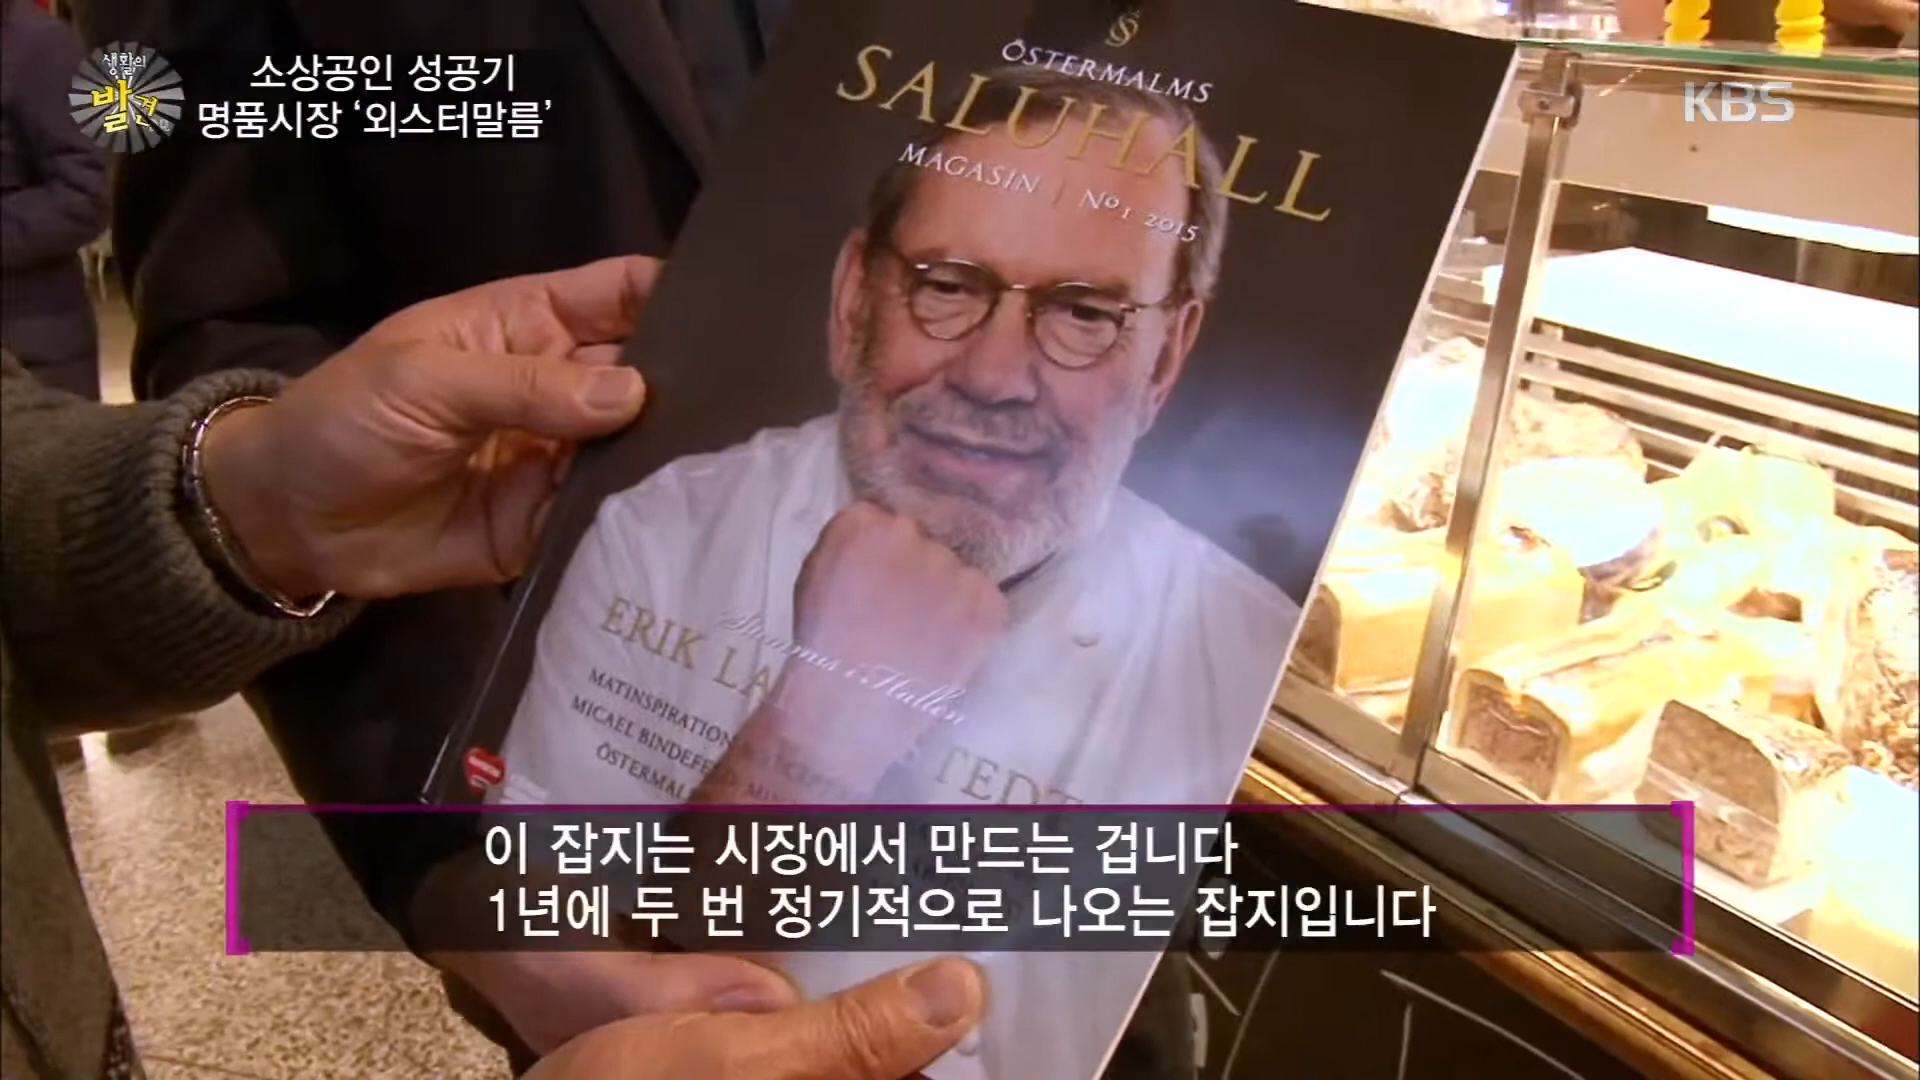 생활의
발견
소상공인 성공기
명품시장 ‘외스터말름’
KBS
ÖSTERMALMS
SALUHALL
MAGASIN | Nº1 2015
Stammis i Hallen
ERIK LA TEDT
MATINSPIRATION
MICAEL BINDEFELD
이 잡지는 시장에서 만드는 겁니다
1년에 두 번 정기적으로 나오는 잡지입니다